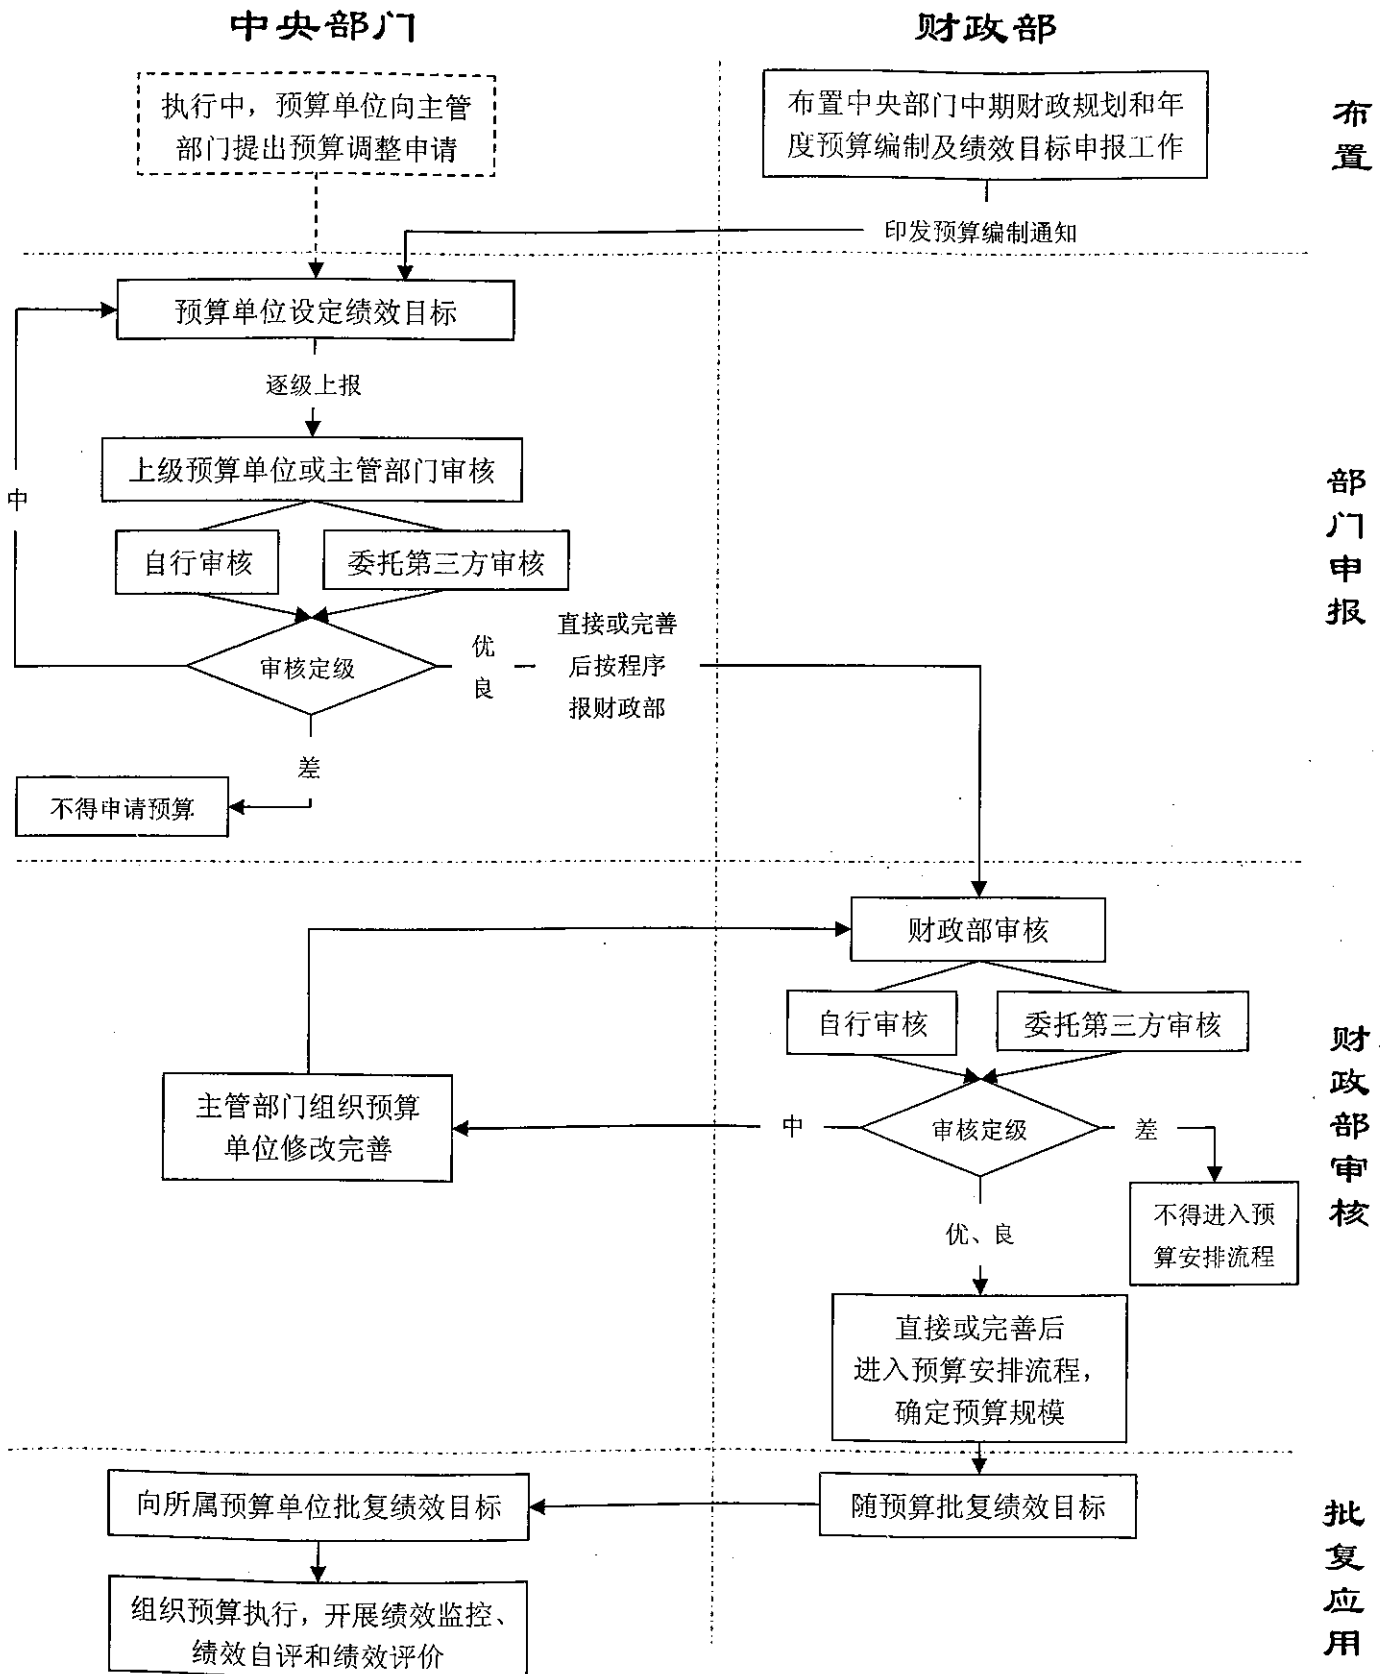 中央部门
财政部
执行中，预算单位向主管
部门提出预算调整申请
布置中央部门中期财政规划和年
度预算编制及绩效目标申报工作
布置
印发预算编制通知
预算单位设定绩效目标
逐级上报
上级预算单位或主管部门审核
中
自行审核
委托第三方审核
部门申报
审核定级
优
良
直接或完善
后按程序
报财政部
差
不得申请预算
财政部审核
自行审核
委托第三方审核
财政部审核
主管部门组织预算
单位修改完善
中
审核定级
差
不得进入预
算安排流程
优、良
直接或完善后
进入预算安排流程，
确定预算规模
向所属预算单位批复绩效目标
随预算批复绩效目标
批复应用
组织预算执行，开展绩效监控、
绩效自评和绩效评价